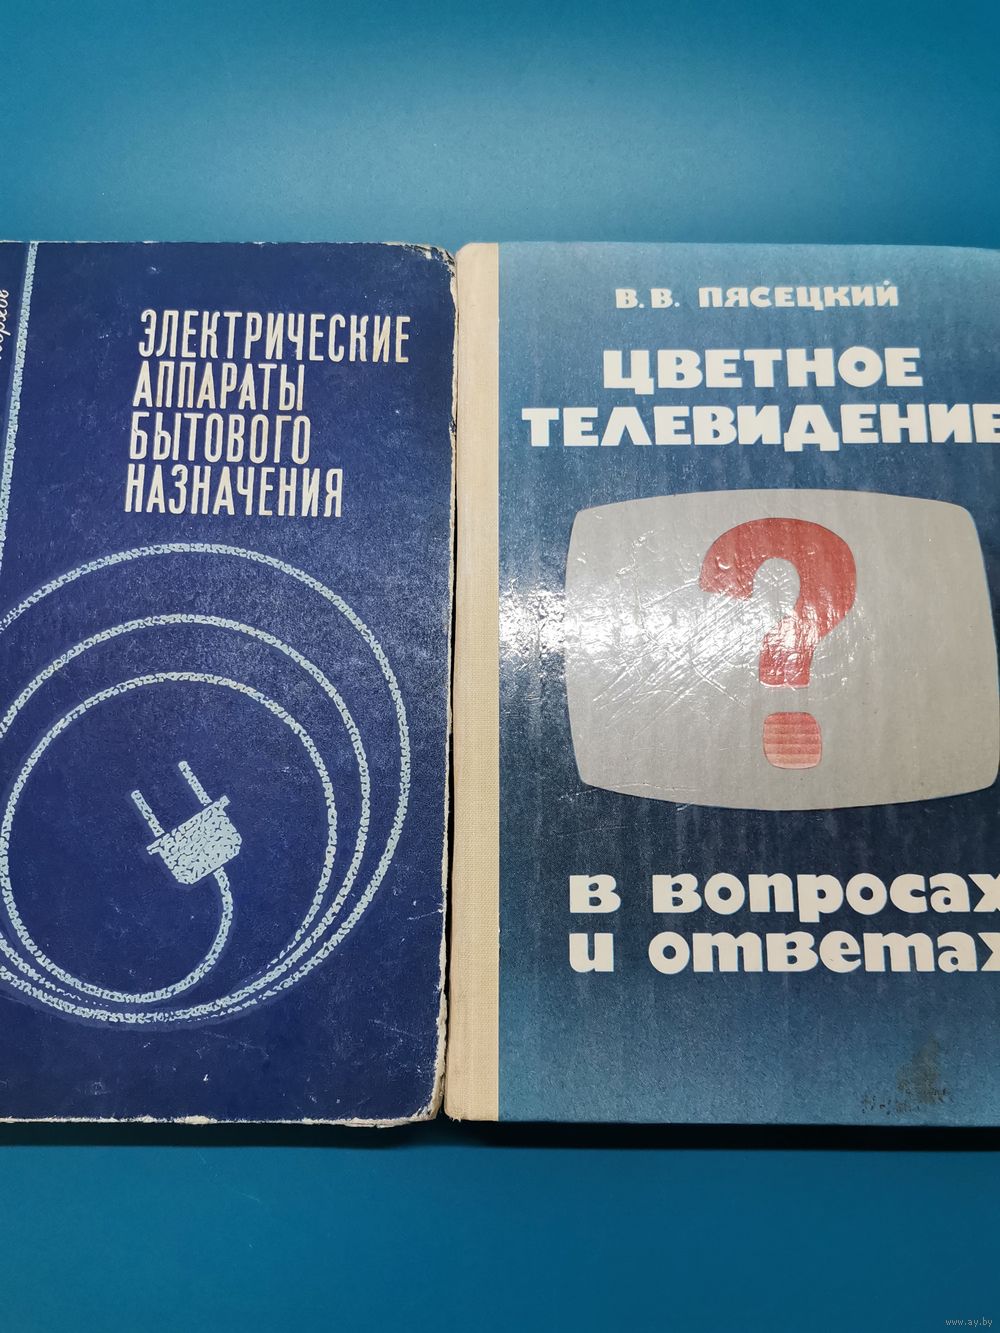 ЭЛЕКТРИЧЕСКИЕ
АППАРАТЫ
БЫТОВОГО
НАЗНАЧЕНИЯ
В. В. ПЯСЕЦКИЙ
ЦВЕТНОЕ
ТЕЛЕВИДЕНИЕ
?
в вопросах
и ответах
www.ay.by